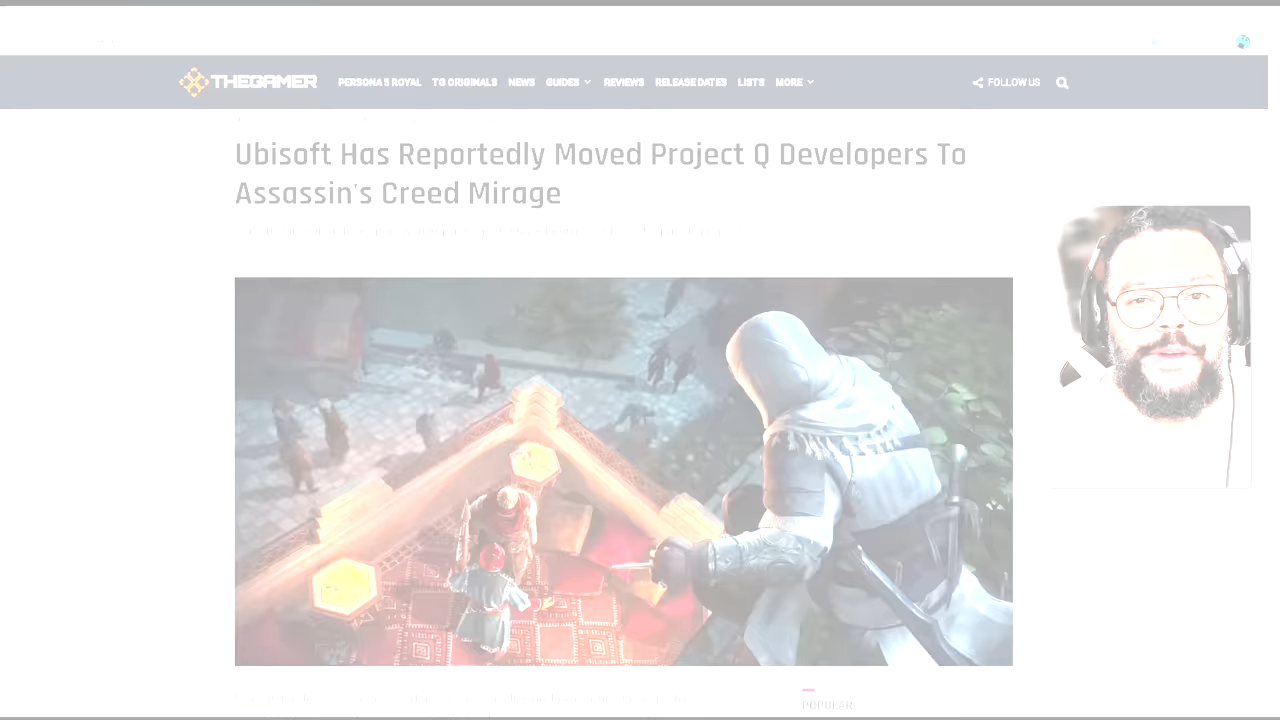 THEGAMER
PERSONA 5 ROYAL TG ORIGINALS NEWS GUIDES REVIEWS RELEASE DATES LISTS MORE FOLLOW US
Ubisoft Has Reportedly Moved Project Q Developers To
Assassin's Creed Mirage
POPULAR